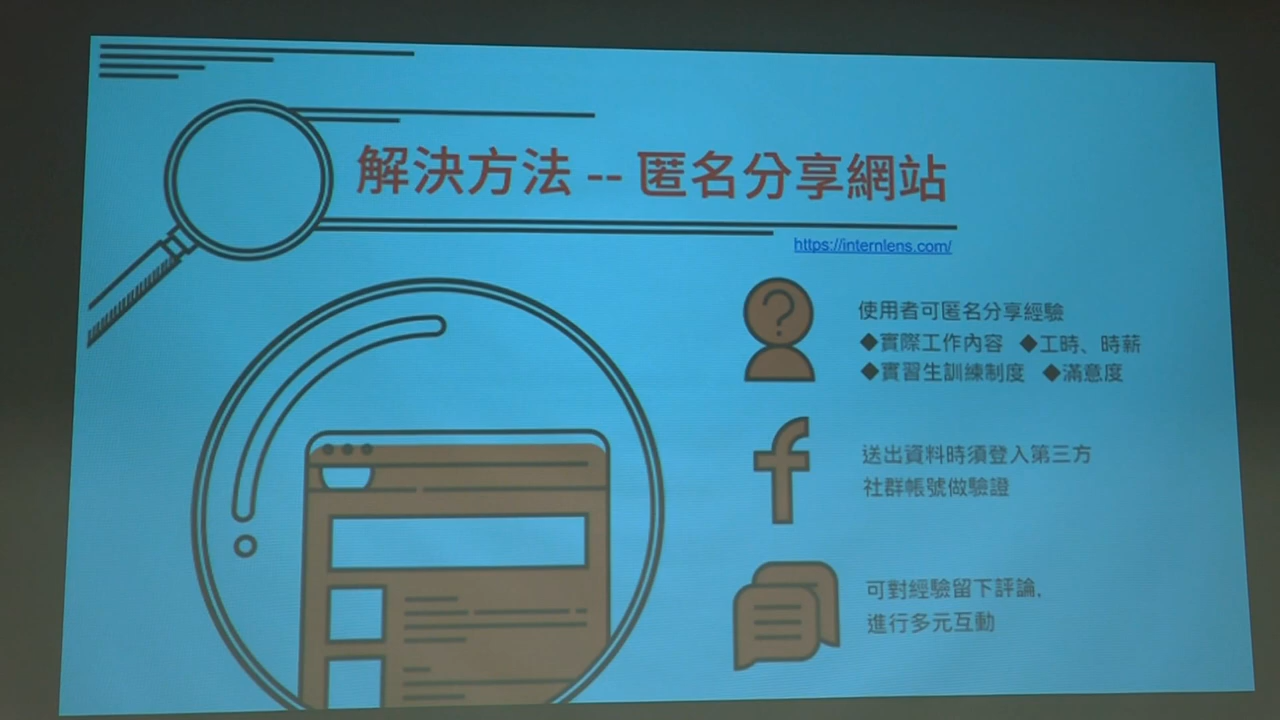 解決方法 -- 匿名分享網站
https://internlens.com/
?
使用者可匿名分享經驗
◆實際工作內容 ◆工時、時薪
◆實習生訓練制度 ◆滿意度
f
送出資料時須登入第三方
社群帳號做驗證
可對經驗留下評論,
進行多元互動